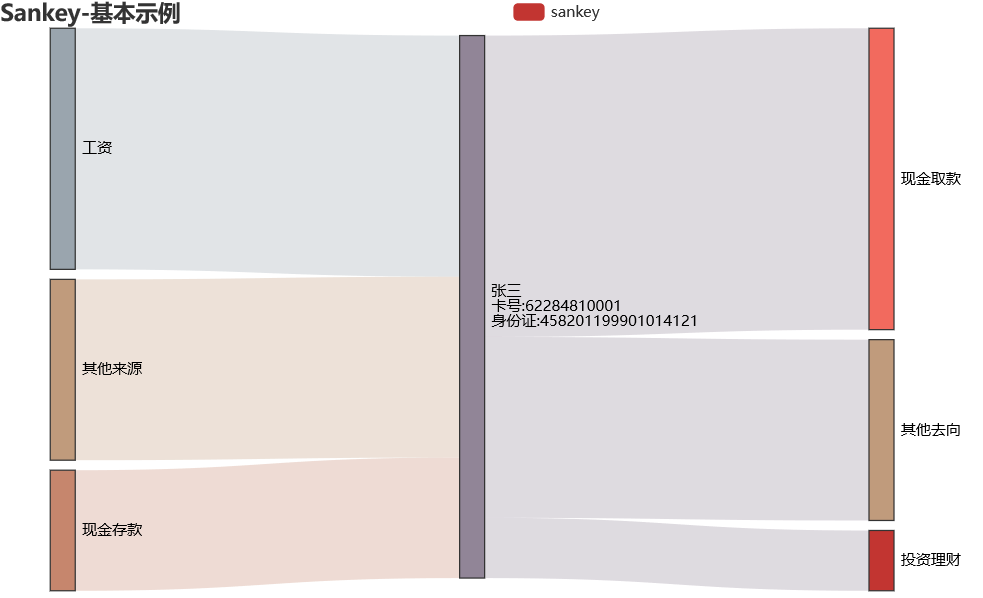 Sankey-基本示例
sankey
工资
其他来源
现金存款
张三
卡号:62284810001
身份证:458201199901014121
现金取款
其他去向
投资理财